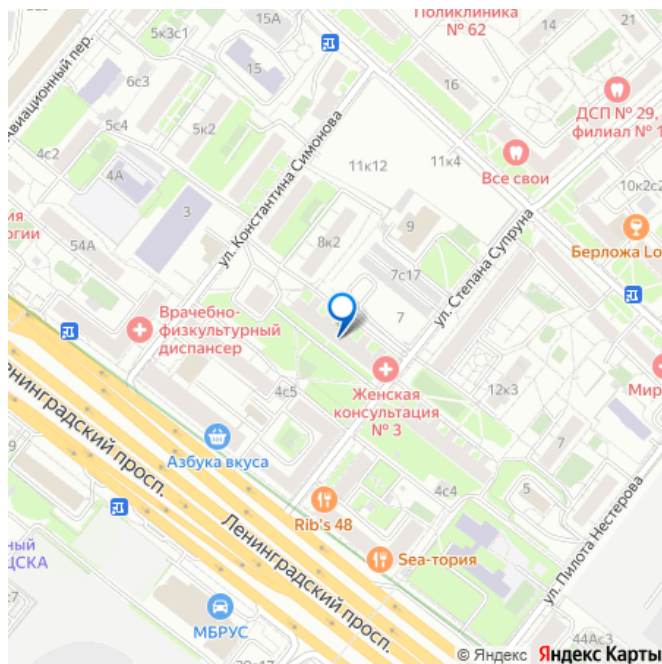 15А
Поликлиника
№ 62
21
14
5к3с1
15
6с3
16
Авиационный пер.
ДСП № 29,
филиал № 1
5с4
5к2
Все свои
4с2
11к12
11к4
4А
ул. Константина Симонова
10к2с2
3
9
54А
8к2
ул. Степана Супруна
Берложа Lo
7с17
Врачебно-
физкультурный
диспансер
7
Женская
консультация
№ 3
4с5
12к3
Мир
Ленинградский просп.
7
9
Азбука вкуса
4с4
5
Rib's 48
ул. Пилота Нестерова
Ленинградский просп.
ный
ЦСКА
Sea-тория
МБРУС
44Ас3
© Яндекс Яндекс Карты